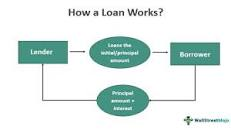 How a Loan Works?
Loans the
initial/principal
amount
Lender
Borrower
Principal
amount +
Interest
WallStreetMojo